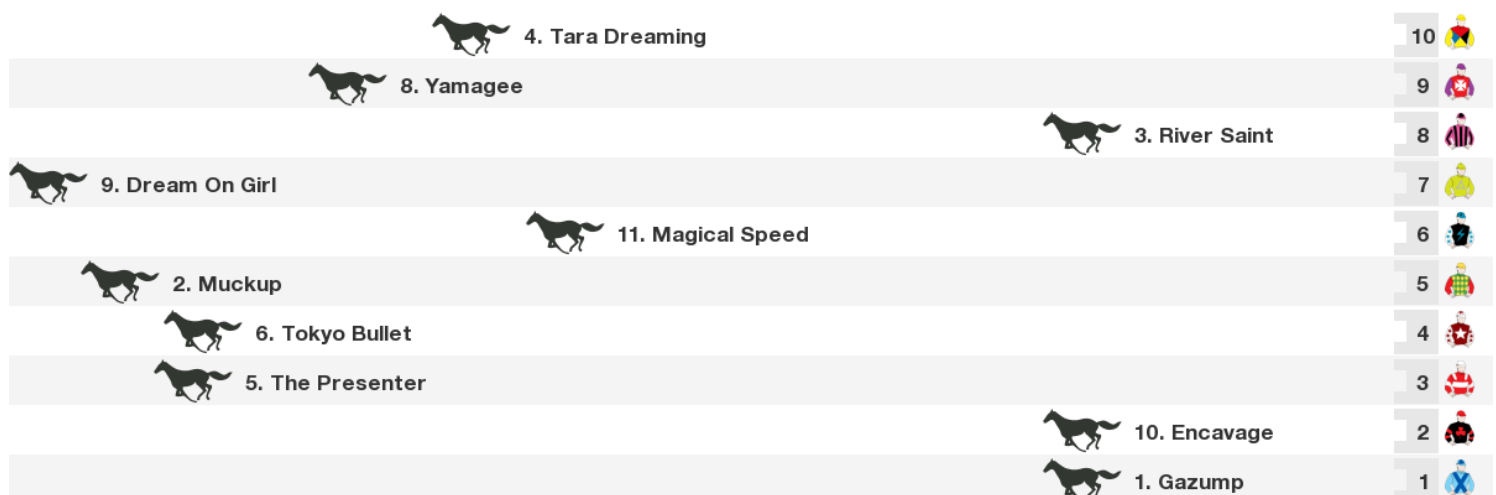 4. Tara Dreaming 10
8. Yamagee 9
3. River Saint 8
9. Dream On Girl 7
11. Magical Speed 6
2. Muckup 5
6. Tokyo Bullet 4
5. The Presenter 3
10. Encavage 2
1. Gazump 1